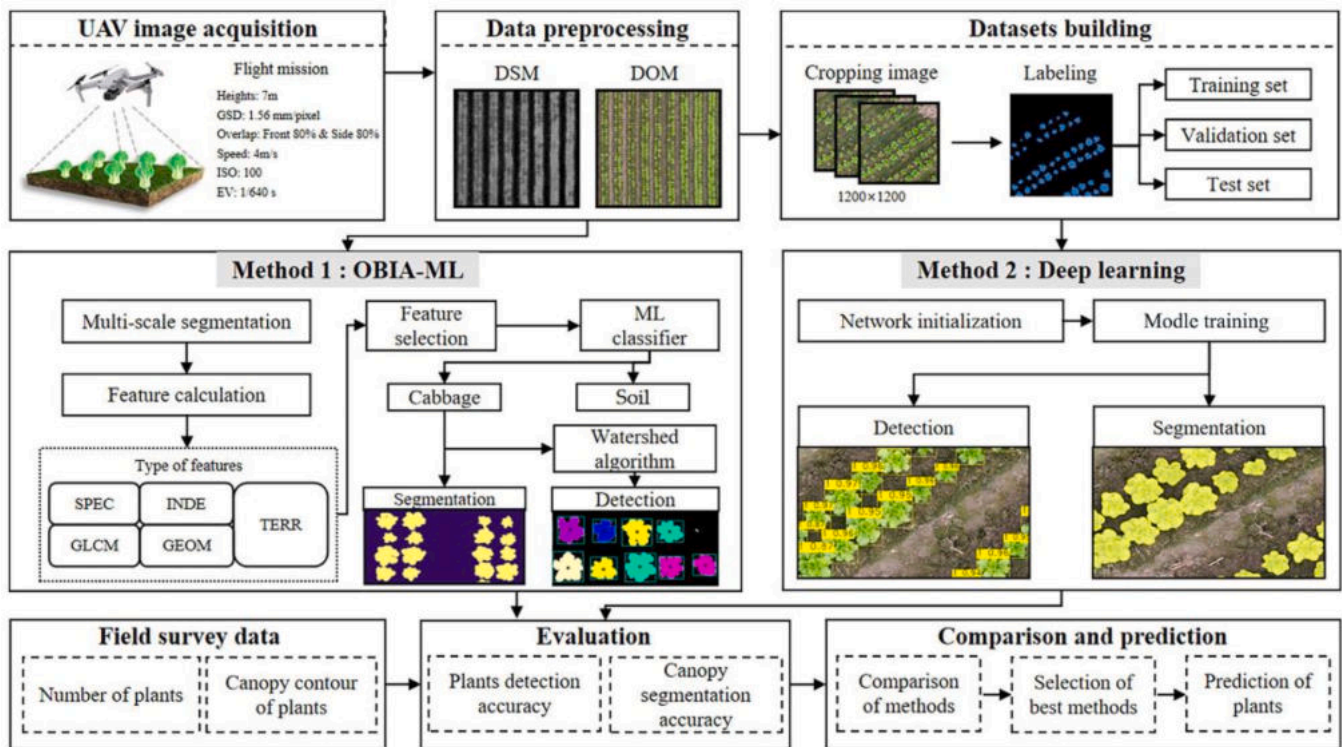 UAV image acquisition
Flight mission
Heights: 7m
GSD: 1.56 mm/pixel
Overlap: Front 80% & Side 80%
Speed: 4m/s
ISO: 100
EV: 1/640 s
Data preprocessing
DSM
DOM
Datasets building
Cropping image
1200×1200
Labeling
Training set
Validation set
Test set
Method 1 : OBIA-ML
Multi-scale segmentation
Feature calculation
Type of features
SPEC
INDE
TERR
GLCM
GEOM
Feature
selection
ML
classifier
Cabbage
Soil
Watershed
algorithm
Segmentation
Detection
Method 2 : Deep learning
Network initialization
Modle training
Detection
Segmentation
Field survey data
Number of plants
Canopy contour
of plants
Evaluation
Plants detection
accuracy
Canopy
segmentation
accuracy
Comparison and prediction
Comparison
of methods
Selection of
best methods
Prediction of
plants